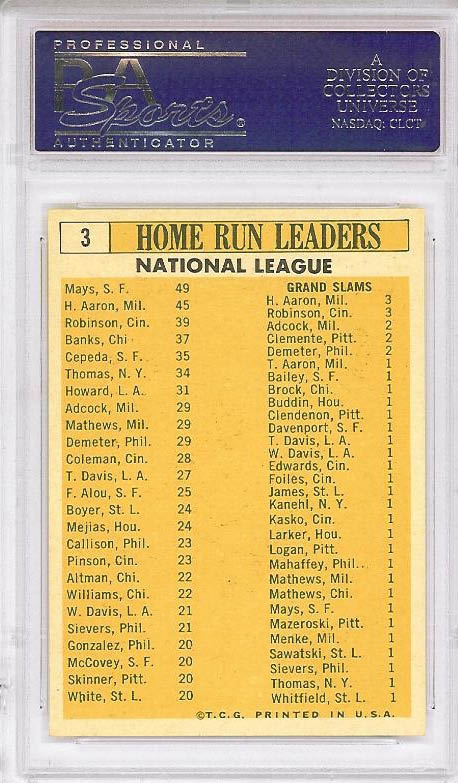 PROFESSIONAL
PSA
Sports®
AUTHENTICATOR
A
DIVISION OF
COLLECTORS
UNIVERSE
NASDAQ: CLCT
3 HOME RUN LEADERS
NATIONAL LEAGUE
Mays, S. F. 49
H. Aaron, Mil. 45
Robinson, Cin. 39
Banks, Chi 37
Cepeda, S. F. 35
Thomas, N. Y. 34
Howard, L. A. 31
Adcock, Mil. 29
Mathews, Mil. 29
Demeter, Phil. 29
Coleman, Cin. 28
T. Davis, L. A. 27
F. Alou, S. F. 25
Boyer, St. L. 24
Mejias, Hou. 24
Callison, Phil. 23
Pinson, Cin. 23
Altman, Chi. 22
Williams, Chi. 22
W. Davis, L. A. 21
Sievers, Phil. 21
Gonzalez, Phil. 20
McCovey, S. F. 20
Skinner, Pitt. 20
White, St. L. 20
GRAND SLAMS
H. Aaron, Mil. 3
Robinson, Cin. 3
Adcock, Mil. 2
Clemente, Pitt. 2
Demeter, Phil. 2
T. Aaron, Mil. 1
Bailey, S. F. 1
Brock, Chi. 1
Buddin, Hou. 1
Clendenon, Pitt. 1
Davenport, S. F. 1
T. Davis, L. A. 1
W. Davis, L. A. 1
Edwards, Cin. 1
Foiles, Cin. 1
James, St. L. 1
Kanehl, N. Y. 1
Kasko, Cin. 1
Larker, Hou. 1
Logan, Pitt. 1
Mahaffey, Phil. . 1
Mathews, Mil. 1
Mathews, Chi. 1
Mays, S. F. 1
Mazeroski, Pitt. 1
Menke, Mil. 1
Sawatski, St. L. 1
Sievers, Phil. 1
Thomas, N. Y. 1
Whitfield, St. L. 1
©T.C.G. PRINTED IN U.S.A.